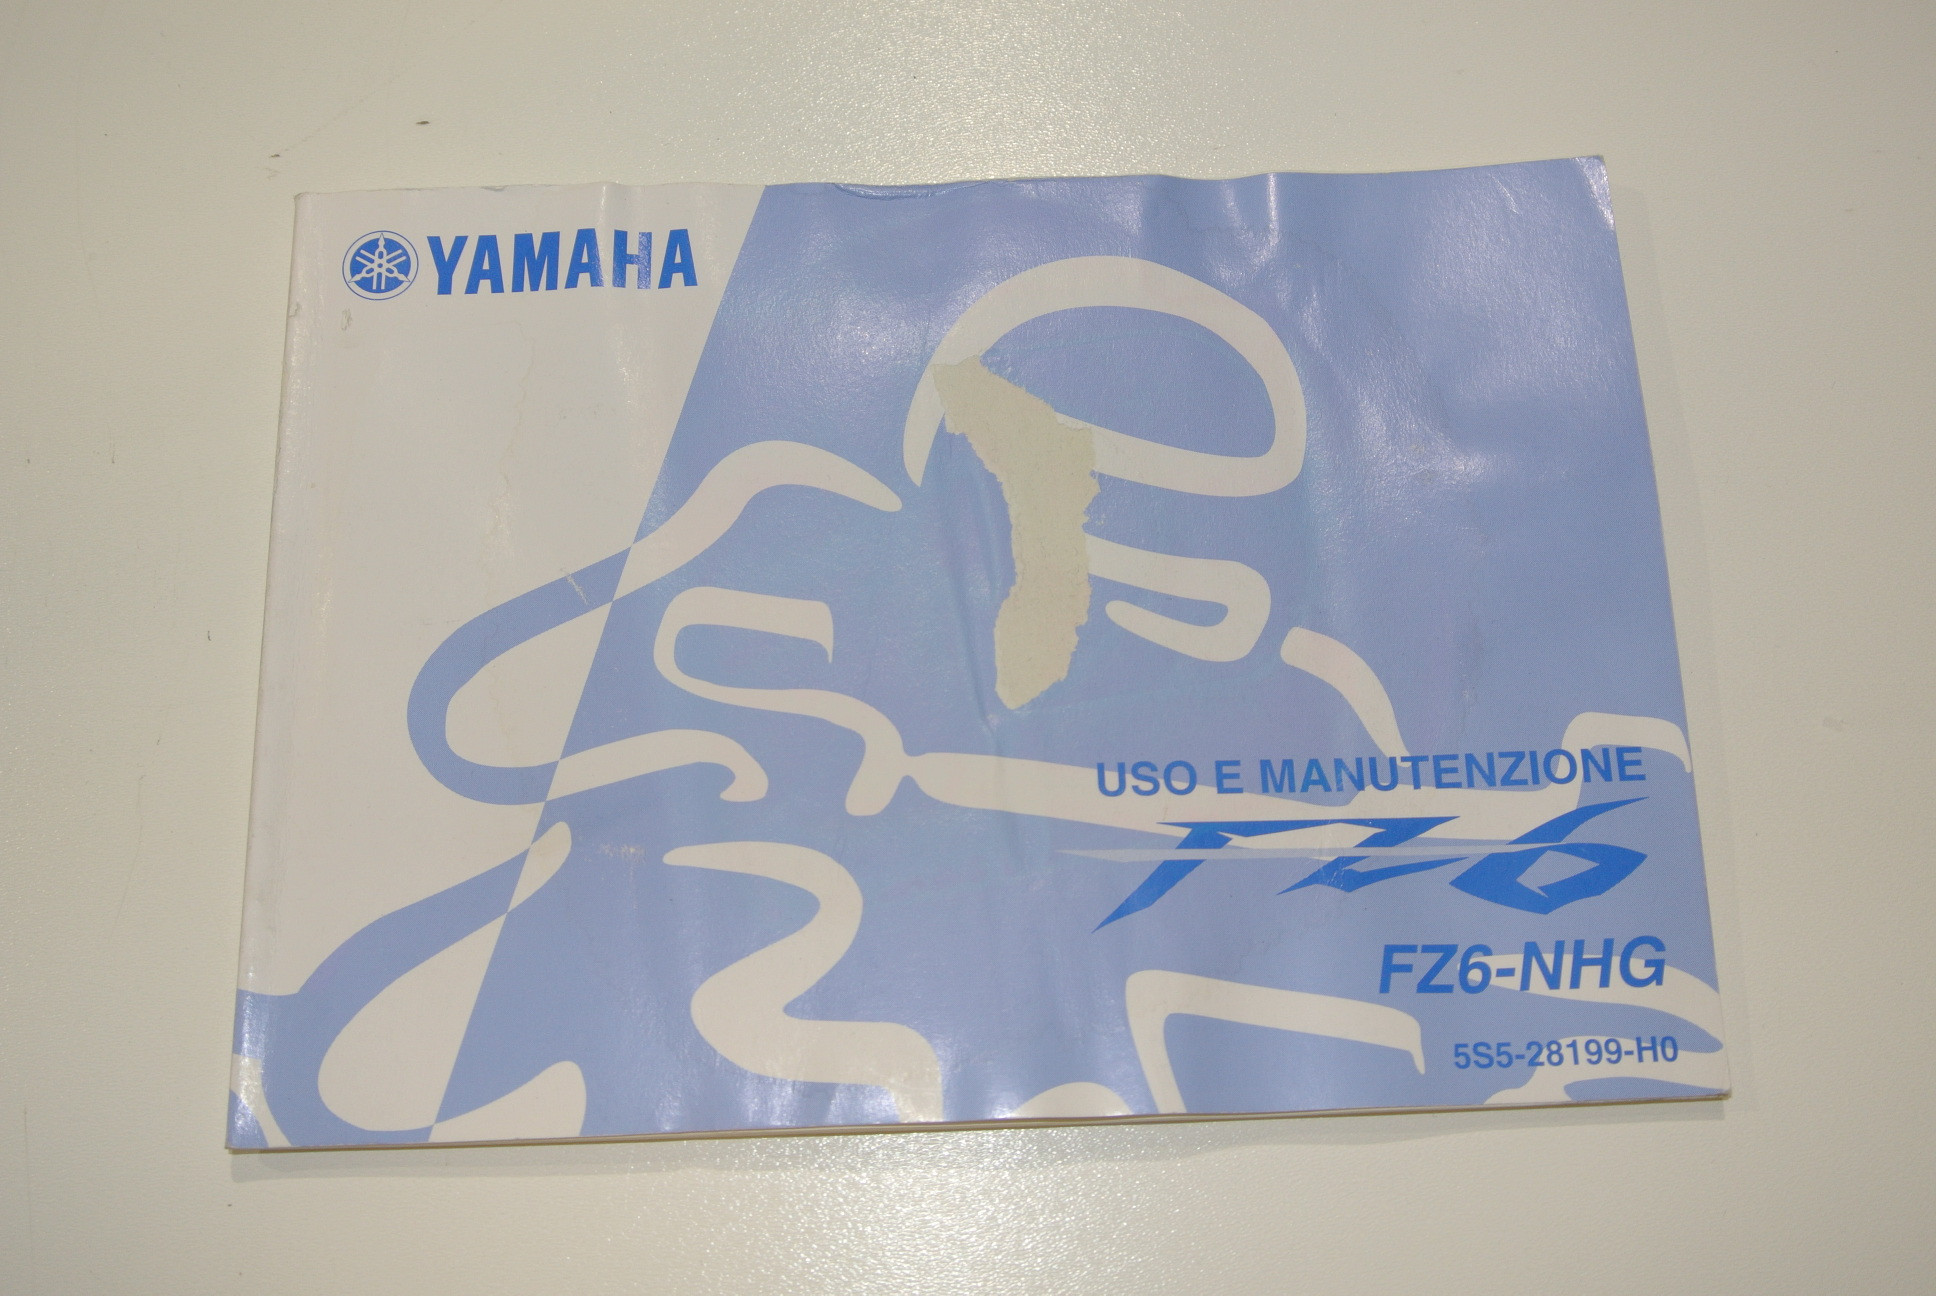 YAMAHA
USO E MANUTENZIONE
FZ6
FZ6-NHG
5S5-28199-H0